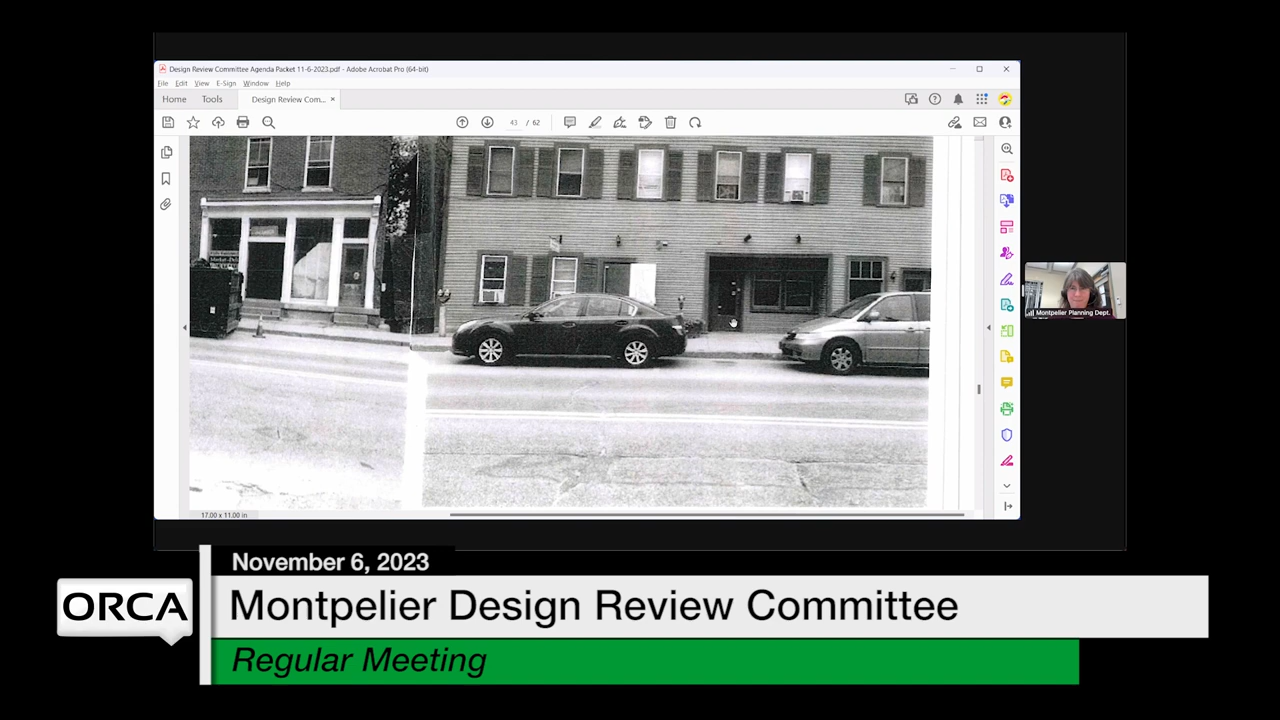 Design Review Committee Agenda Packet 11-6-2023.pdf - Adobe Acrobat Pro (64-bit)
File Edit View E-Sign Window Help
Home Tools Design Review Com... ×
43 / 62
Montpelier Planning Dept.
17.00 x 11.00 in
November 6, 2023
ORCA
Montpelier Design Review Committee
Regular Meeting